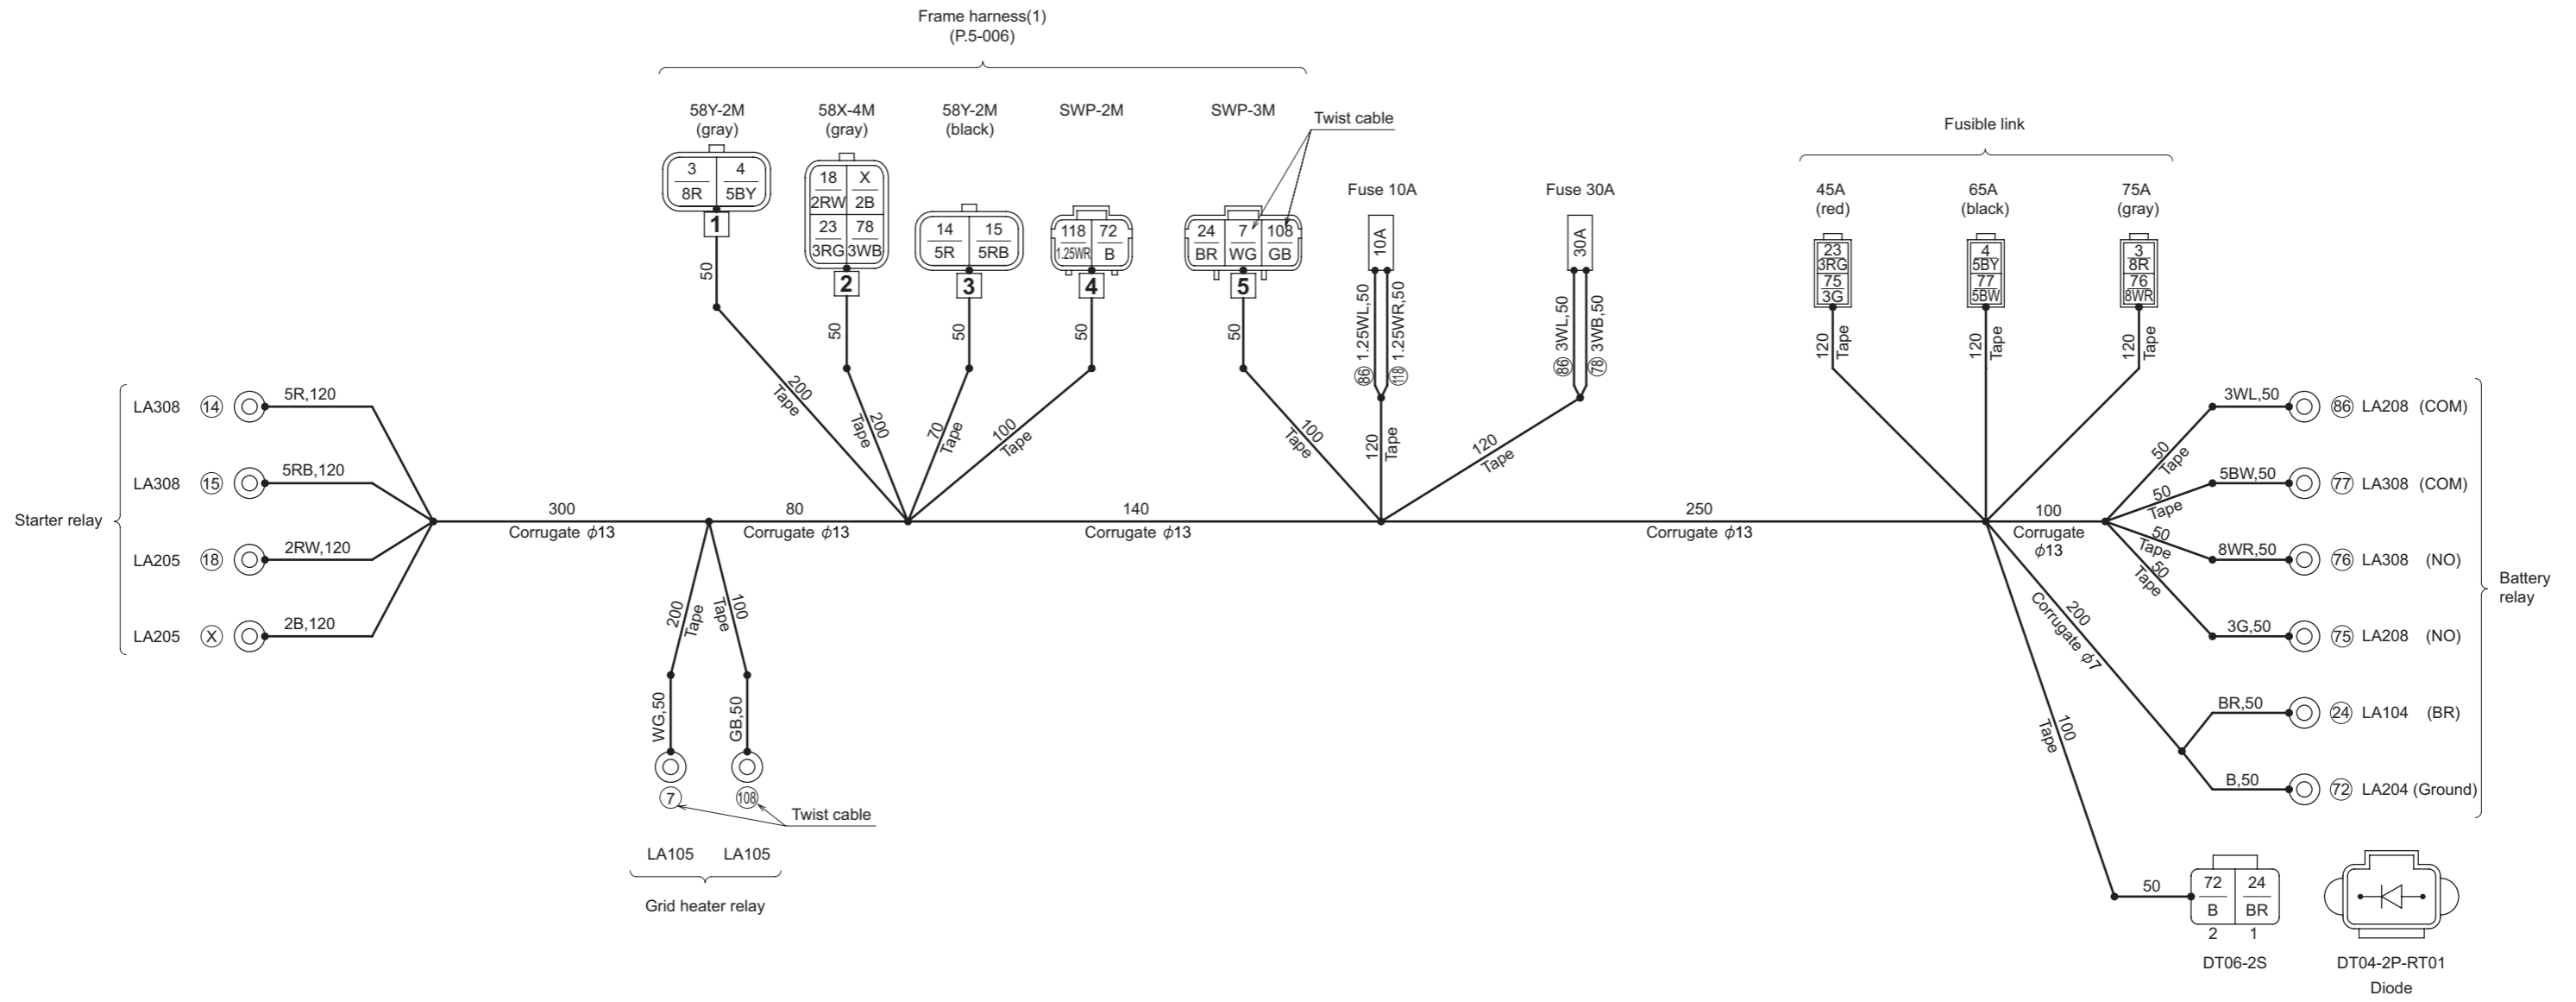 Frame harness(1)
(P.5-006)
58Y-2M
(gray)
58X-4M
(gray)
58Y-2M
(black)
SWP-2M
SWP-3M
Twist cable
Fuse 10A
Fuse 30A
Fusible link
45A
(red)
65A
(black)
75A
(gray)
3 4
8R 5BY
1
18 X
2RW 2B
23 78
3RG 3WB
2
14 15
5R 5RB
3
118 72
1.25WR B
4
24 7 108
BR WG GB
5
10A
30A
23
3RG
75
3G
4
5BY
77
5BW
3
8R
76
8WR
50
50
50
50
50
86 1.25WL,50
118 1.25WR,50
86 3WL,50
78 3WB,50
120
Tape
120
Tape
120
Tape
200
Tape
200
Tape
70
Tape
100
Tape
100
Tape
120
Tape
120
Tape
Starter relay
LA308 14 5R,120
LA308 15 5RB,120
LA205 18 2RW,120
LA205 X 2B,120
300
Corrugate φ13
80
Corrugate φ13
140
Corrugate φ13
250
Corrugate φ13
100
Corrugate
φ13
50
Tape
50
Tape
50
Tape
50
Tape
3WL,50 86 LA208 (COM)
5BW,50 77 LA308 (COM)
8WR,50 76 LA308 (NO)
3G,50 75 LA208 (NO)
BR,50 24 LA104 (BR)
B,50 72 LA204 (Ground)
Battery
relay
200
Corrugate φ7
100
Tape
200
Tape
100
Tape
WG,50
GB,50
7
108
Twist cable
LA105
LA105
Grid heater relay
50
72 24
B BR
2 1
DT06-2S
DT04-2P-RT01
Diode